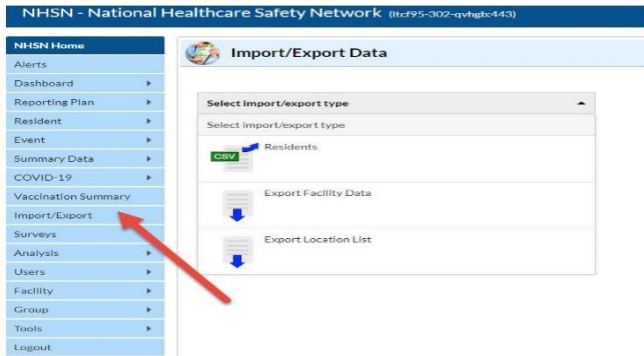 NHSN - National Healthcare Safety Network (ltcf95-302-qvhgb:443)
NHSN Home
Alerts
Dashboard
Reporting Plan
Resident
Event
Summary Data
COVID-19
Vaccination Summary
Import/Export
Surveys
Analysis
Users
Facility
Group
Tools
Logout
Import/Export Data
Select import/export type
Select import/export type
CSV
Residents
Export Facility Data
Export Location List